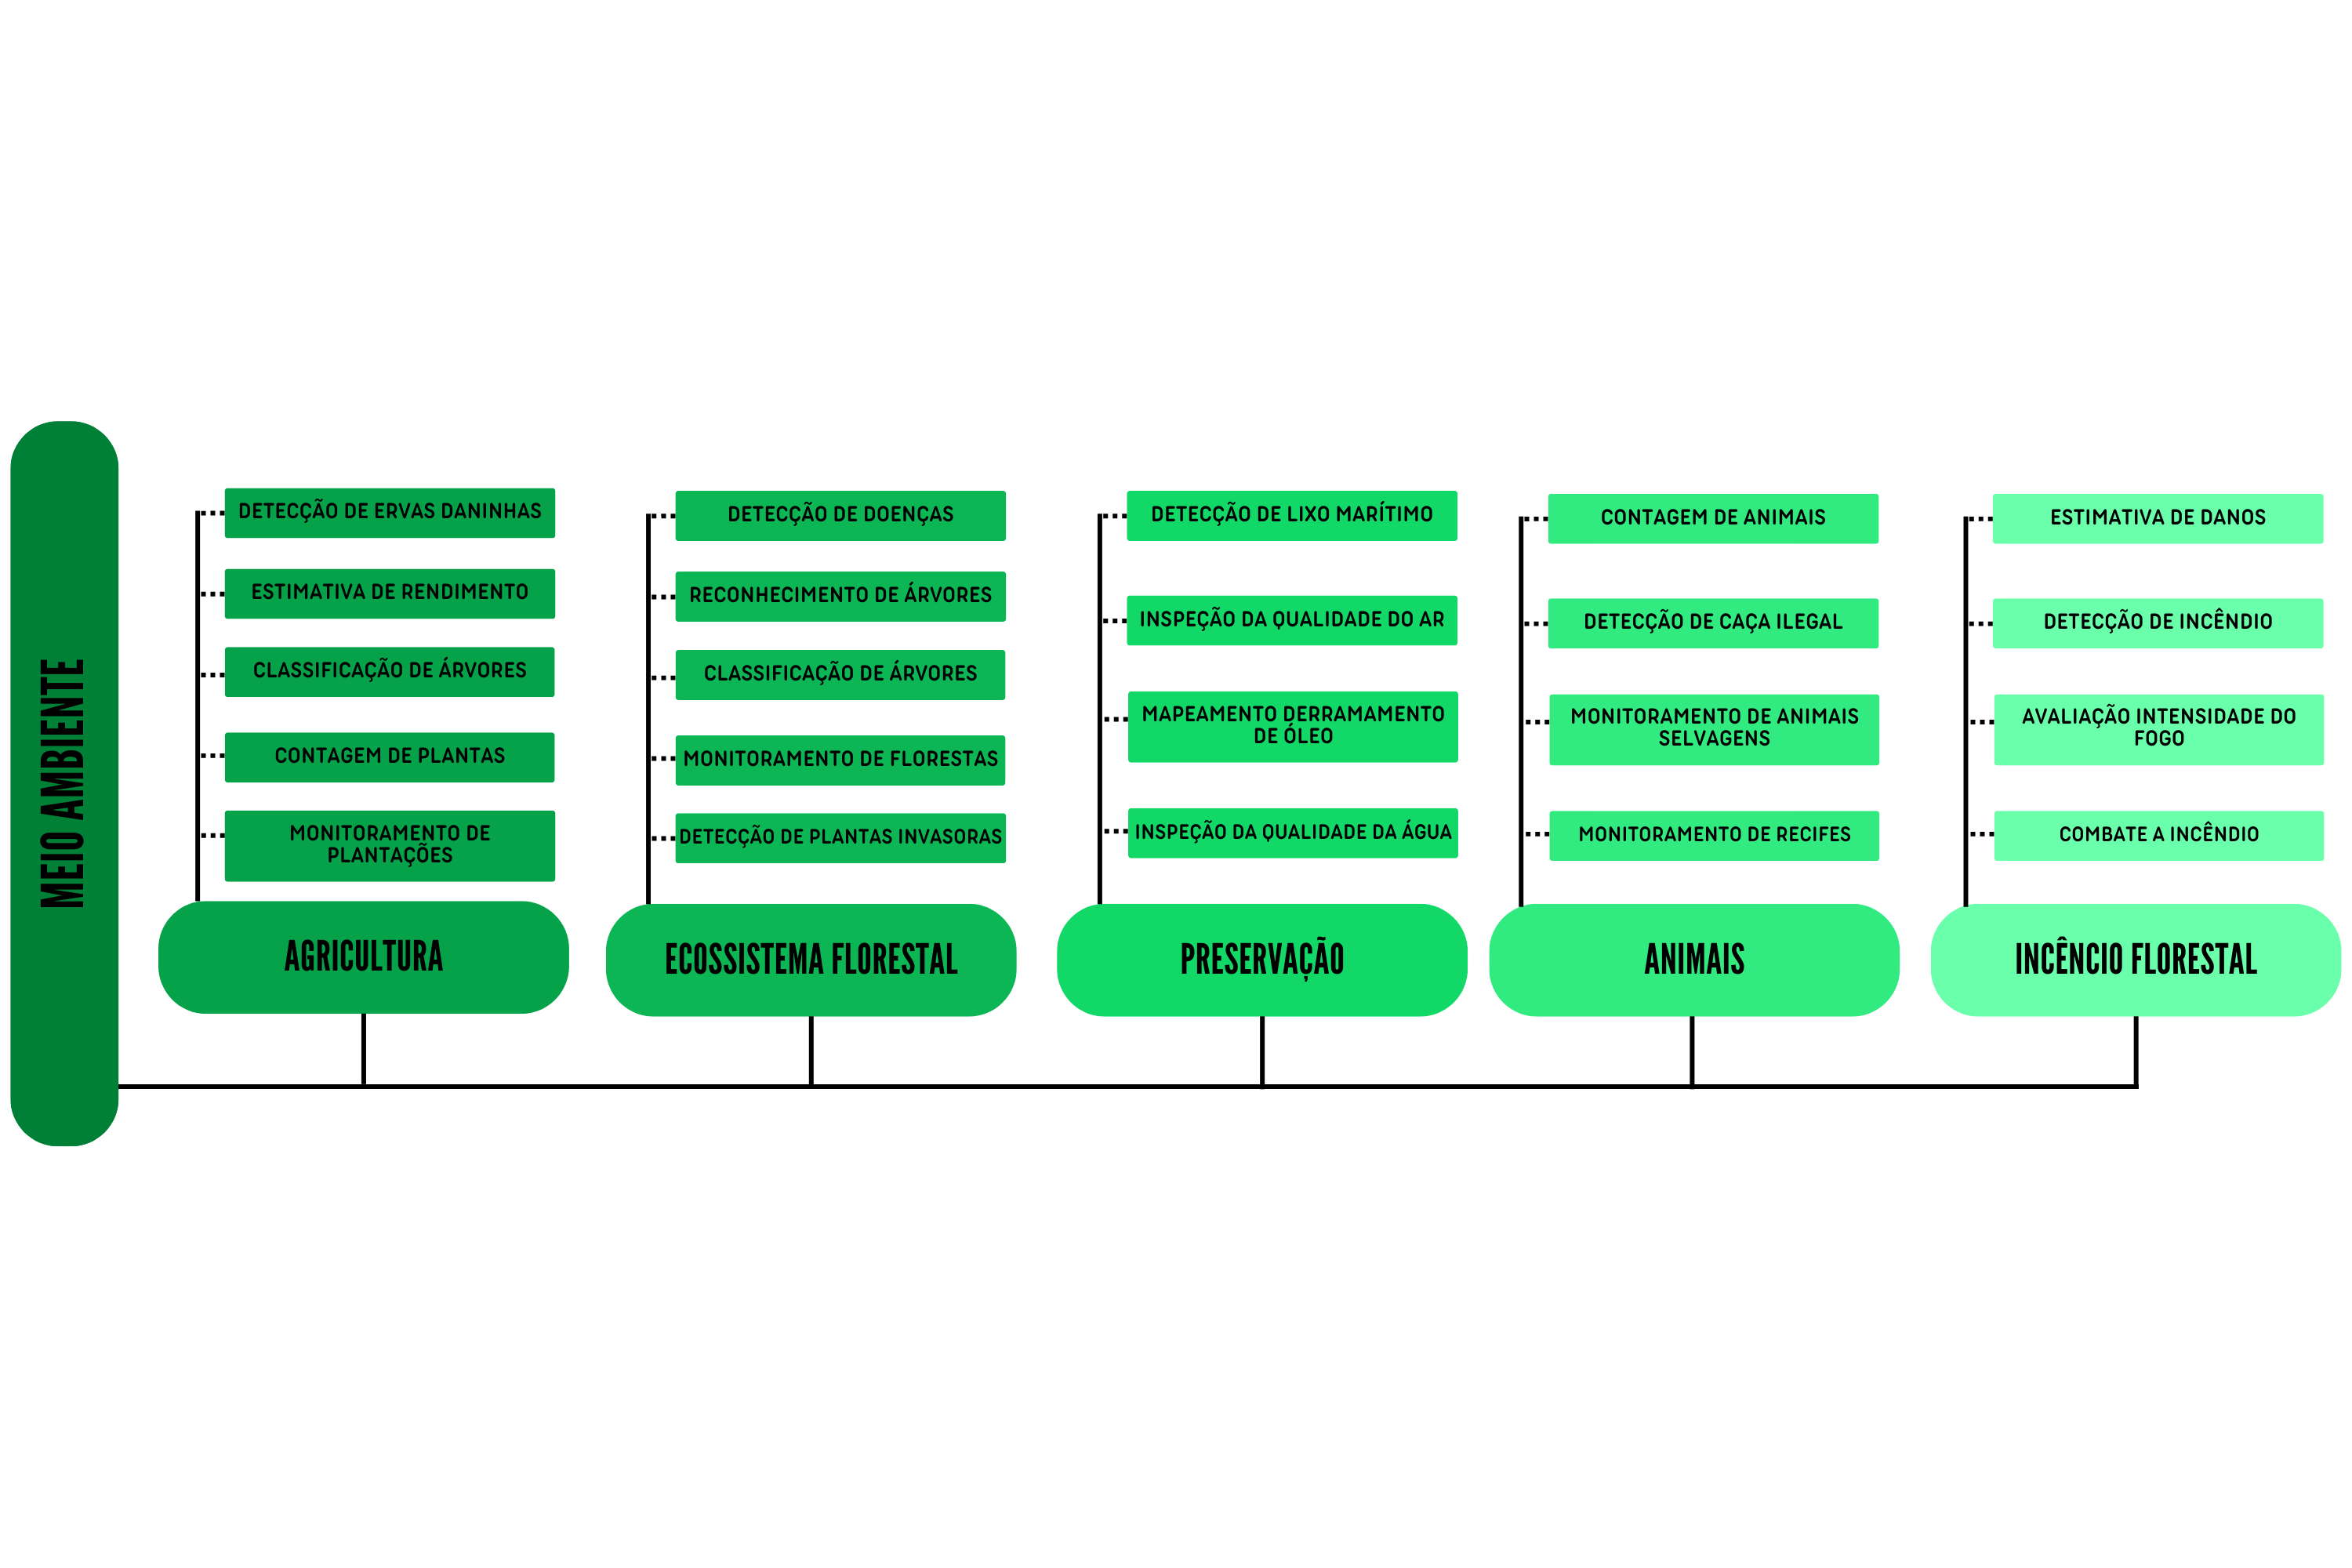 MEIO AMBIENTE
DETECÇÃO DE ERVAS DANINHAS
ESTIMATIVA DE RENDIMENTO
CLASSIFICAÇÃO DE ÁRVORES
CONTAGEM DE PLANTAS
MONITORAMENTO DE
PLANTAÇÕES
AGRICULTURA
DETECÇÃO DE DOENÇAS
RECONHECIMENTO DE ÁRVORES
CLASSIFICAÇÃO DE ÁRVORES
MONITORAMENTO DE FLORESTAS
DETECÇÃO DE PLANTAS INVASORAS
ECOSSISTEMA FLORESTAL
DETECÇÃO DE LIXO MARÍTIMO
INSPEÇÃO DA QUALIDADE DO AR
MAPEAMENTO DERRAMAMENTO
DE ÓLEO
INSPEÇÃO DA QUALIDADE DA ÁGUA
PRESERVAÇÃO
CONTAGEM DE ANIMAIS
DETECÇÃO DE CAÇA ILEGAL
MONITORAMENTO DE ANIMAIS
SELVAGENS
MONITORAMENTO DE RECIFES
ANIMAIS
ESTIMATIVA DE DANOS
DETECÇÃO DE INCÊNDIO
AVALIAÇÃO INTENSIDADE DO
FOGO
COMBATE A INCÊNDIO
INCÊNCIO FLORESTAL